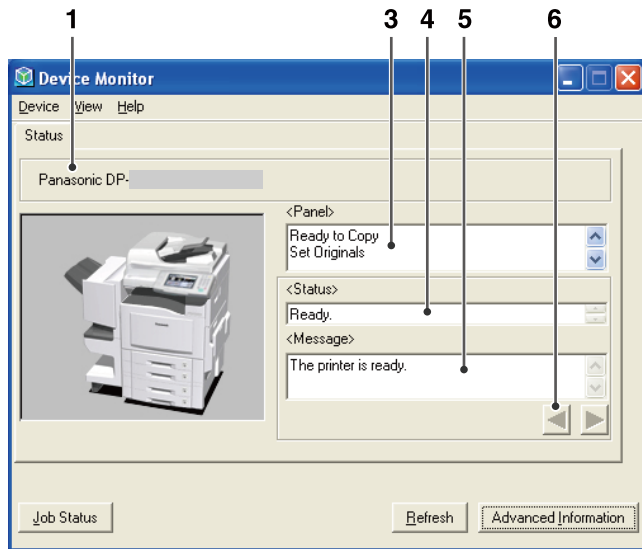 1 3 4 5 6
Device Monitor
Device View Help
Status
Panasonic DP-
<Panel>
Ready to Copy
Set Originals
<Status>
Ready.
<Message>
The printer is ready.
Job Status Refresh Advanced Information